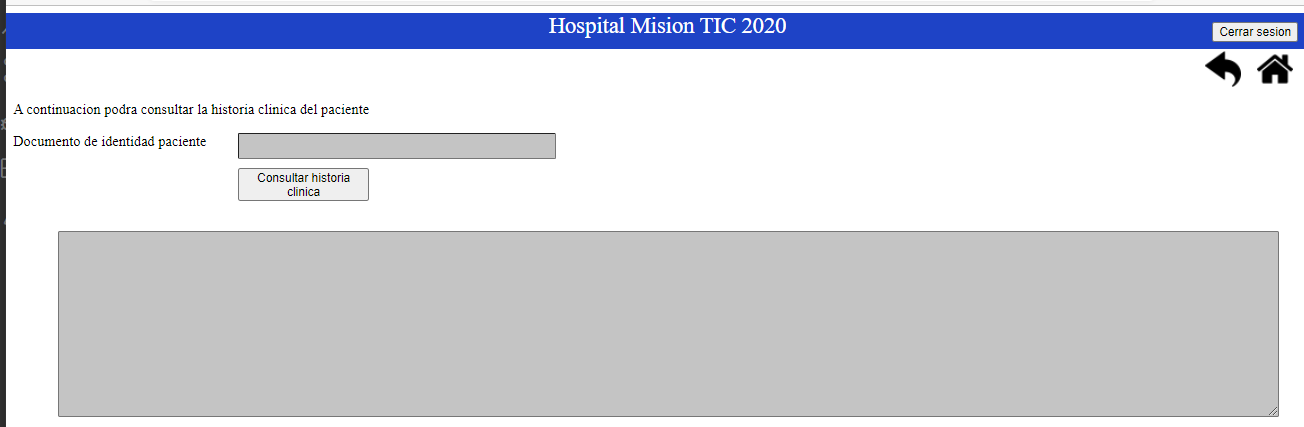 Hospital Mision TIC 2020
Cerrar sesion
A continuacion podra consultar la historia clinica del paciente
Documento de identidad paciente
Consultar historia
clinica